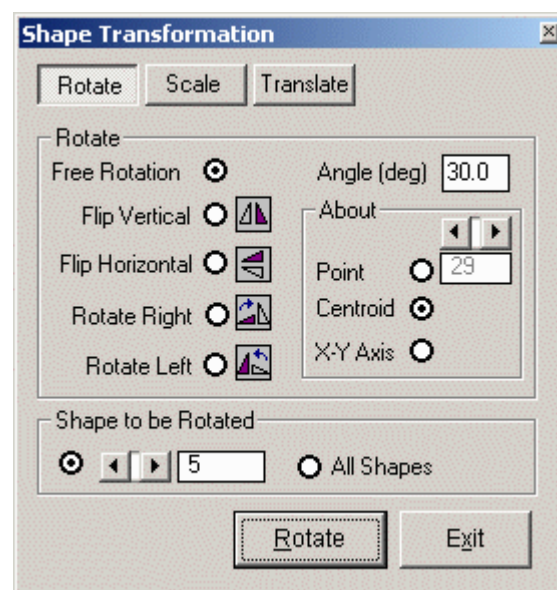 Shape Transformation
Rotate Scale Translate
Rotate
Free Rotation Angle (deg) 30.0
Flip Vertical About
Flip Horizontal Point 29
Rotate Right Centroid
Rotate Left X-Y Axis
Shape to be Rotated
5 All Shapes
Rotate Exit